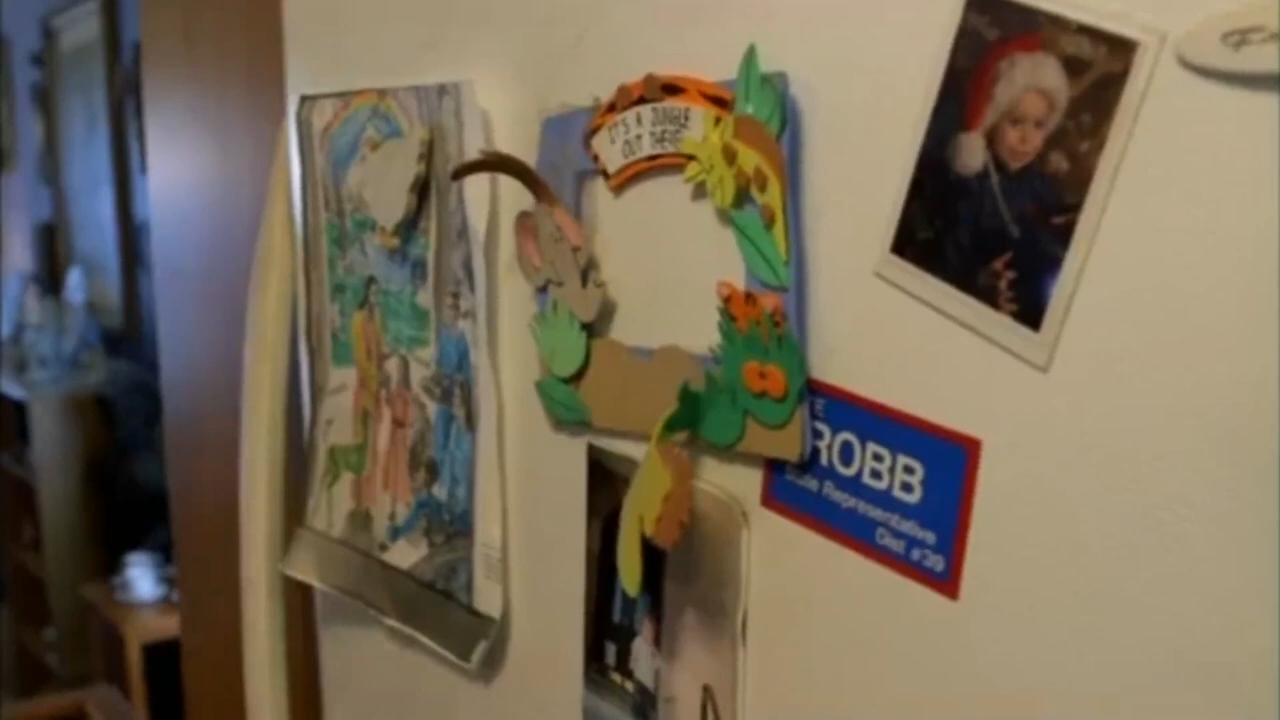 IT'S A JUNGLE
OUT THERE
E
ROBB
State Representative
Dist #39